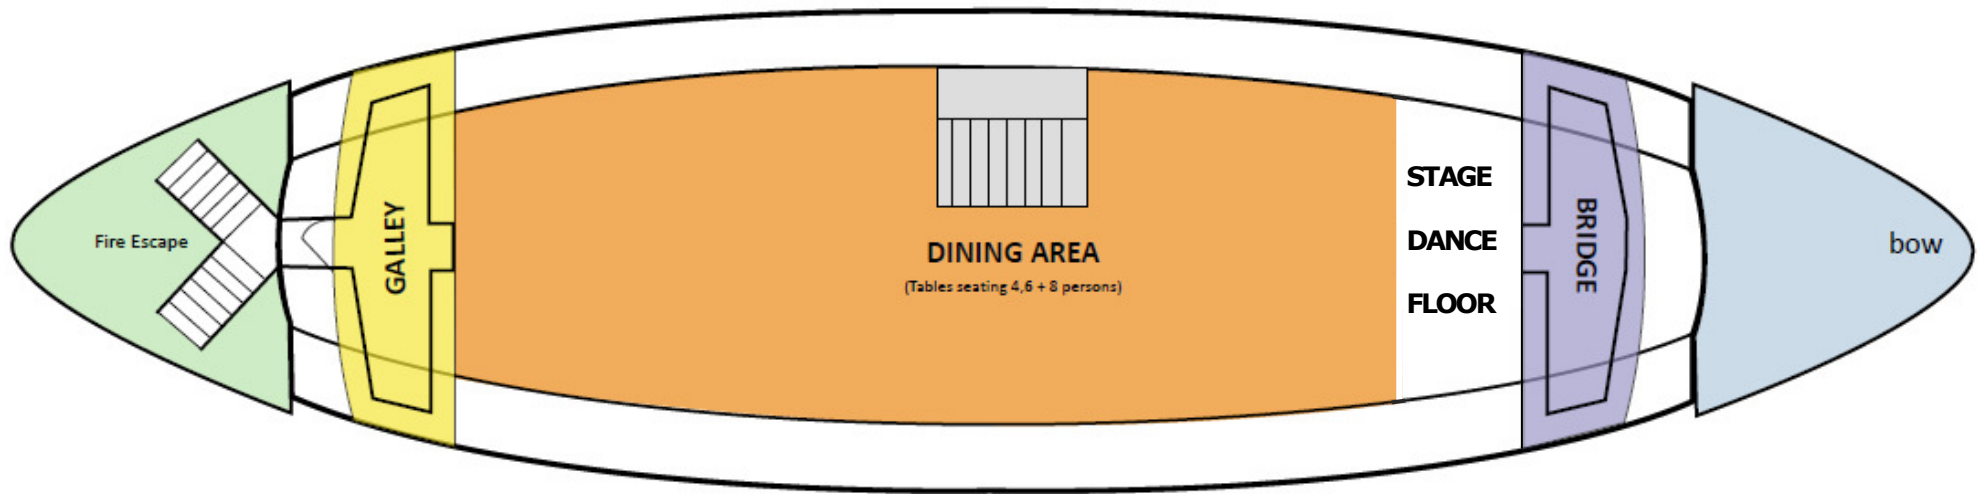 Fire Escape
GALLEY
DINING AREA
(Tables seating 4,6 + 8 persons)
STAGE
DANCE
FLOOR
BRIDGE
bow